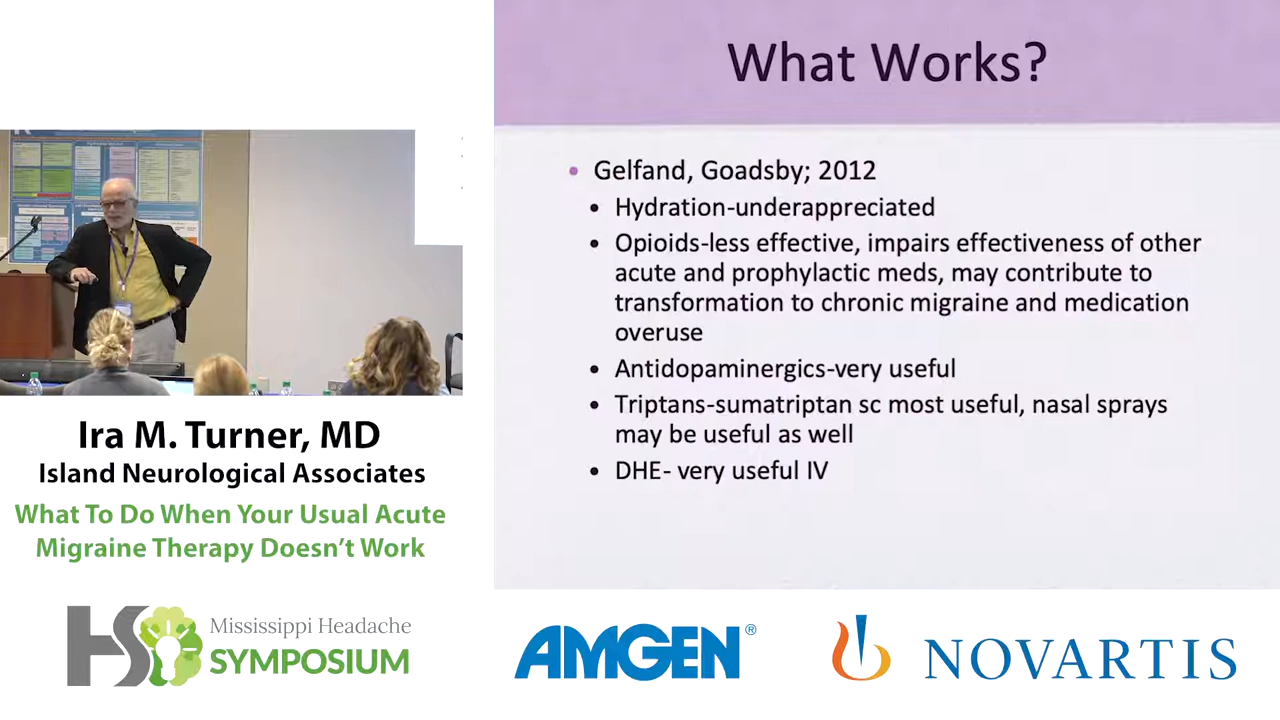 What Works?
• Gelfand, Goadsby; 2012
• Hydration-underappreciated
• Opioids-less effective, impairs effectiveness of other
acute and prophylactic meds, may contribute to
transformation to chronic migraine and medication
overuse
• Antidopaminergics-very useful
• Triptans-sumatriptan sc most useful, nasal sprays
may be useful as well
• DHE- very useful IV
Ira M. Turner, MD
Island Neurological Associates
What To Do When Your Usual Acute
Migraine Therapy Doesn’t Work
HS
Mississippi Headache
SYMPOSIUM
AMGEN®
NOVARTIS